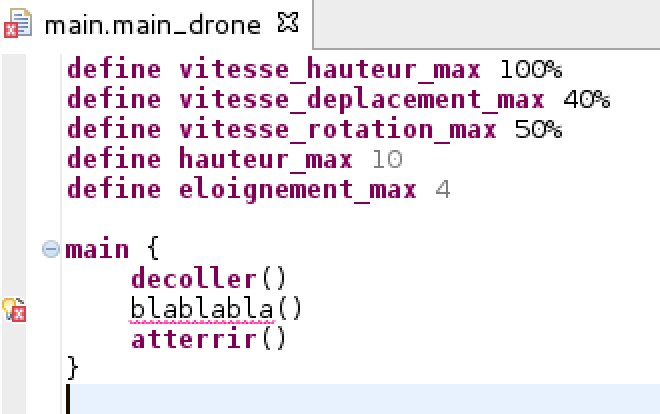 main.main_drone
define vitesse_hauteur_max 100%
define vitesse_deplacement_max 40%
define vitesse_rotation_max 50%
define hauteur_max 10
define eloignement_max 4
main {
decoller()
blablabla()
atterrir()
}